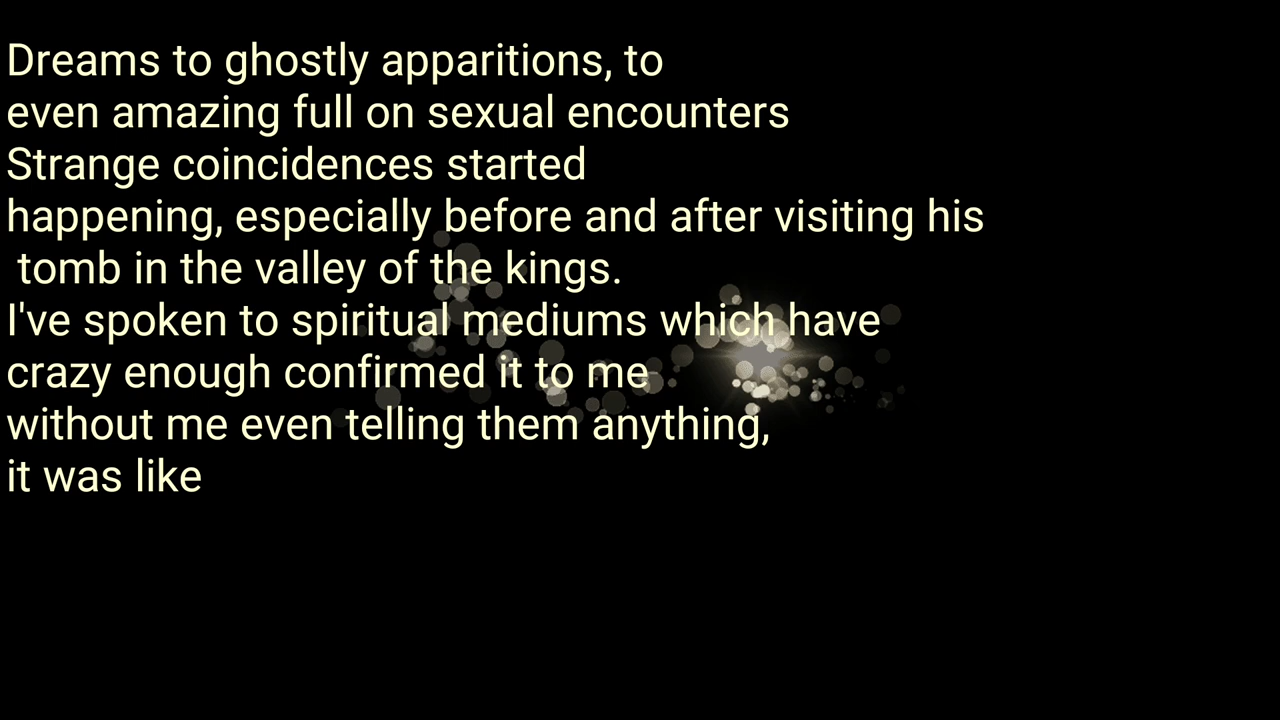 Dreams to ghostly apparitions, to
even amazing full on sexual encounters
Strange coincidences started
happening, especially before and after visiting his
tomb in the valley of the kings.
I've spoken to spiritual mediums which have
crazy enough confirmed it to me
without me even telling them anything,
it was like